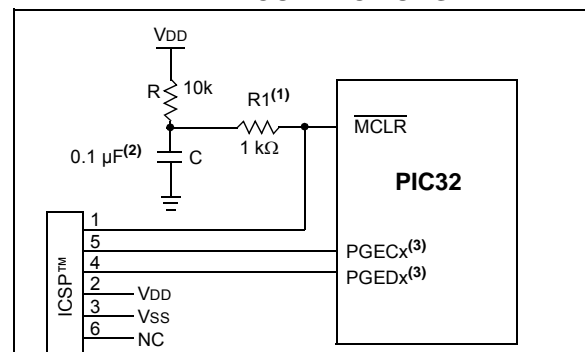 VDD
R 10k
R1(1)
1 kΩ
MCLR
0.1 µF(2) C
PIC32
ICSP™
1
5 PGECx(3)
4 PGEDx(3)
2 VDD
3 VSS
6 NC